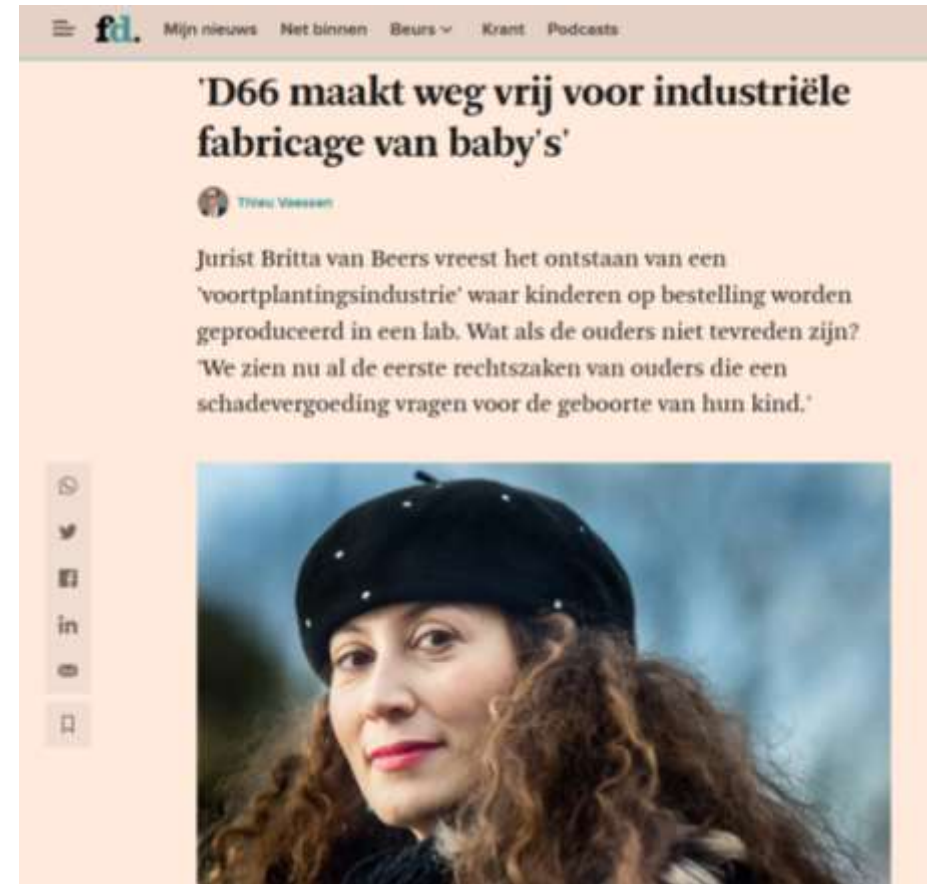 fd. Mijn nieuws Net binnen Beurs Krant Podcasts
'D66 maakt weg vrij voor industriële
fabricage van baby's'
Thieu Vaessen
Jurist Britta van Beers vreest het ontstaan van een
'voortplantingsindustrie' waar kinderen op bestelling worden
geproduceerd in een lab. Wat als de ouders niet tevreden zijn?
'We zien nu al de eerste rechtszaken van ouders die een
schadevergoeding vragen voor de geboorte van hun kind.'
in